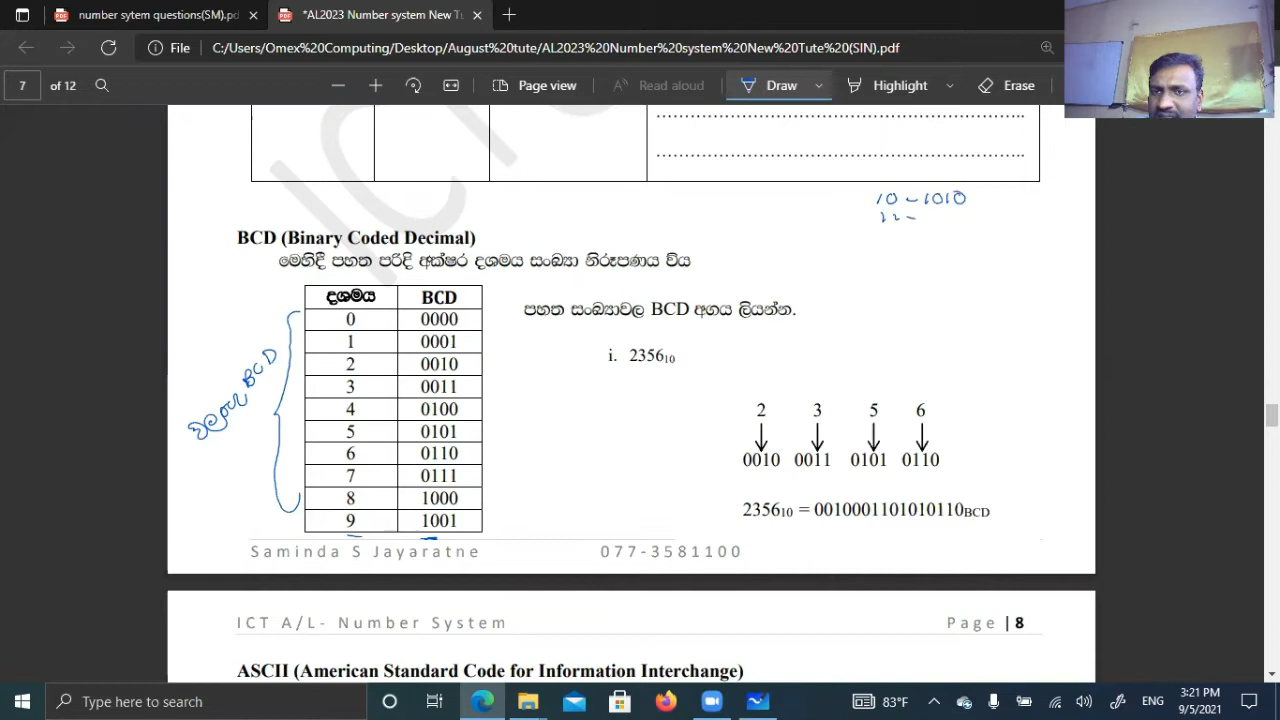 number sytem questions(SM).pd
*AL2023 Number system New Tu
File C:/Users/Omex%20Computing/Desktop/August%20tute/AL2023%20Number%20system%20New%20Tute%20(SIN).pdf
7 of 12 Page view Read aloud Draw Highlight Erase
10 - 1010
BCD (Binary Coded Decimal)
මෙහිදී පහත පරිදි අක්ෂර දශමය සංඛ්‍යා නිරූපණය විය
දශමය BCD
0 0000
1 0001
2 0010
3 0011
4 0100
5 0101
6 0110
7 0111
8 1000
9 1001
වලංගු BCD
පහත සංඛ්‍යාවල BCD අගය ලියන්න.
i. 2356₁₀
2 3 5 6
0010 0011 0101 0110
2356₁₀ = 0010001101010110BCD
Saminda S Jayaratne 077-3581100
ICT A/L- Number System Page | 8
ASCII (American Standard Code for Information Interchange)
Type here to search
83°F ENG 3:21 PM
9/5/2021